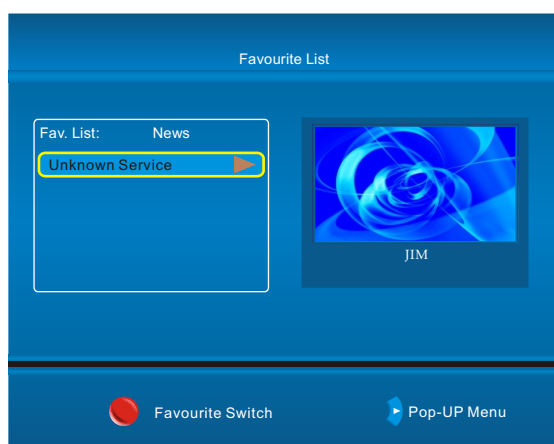 Favourite List
Fav. List: News
Unknown Service
JIM
Favourite Switch
Pop-UP Menu